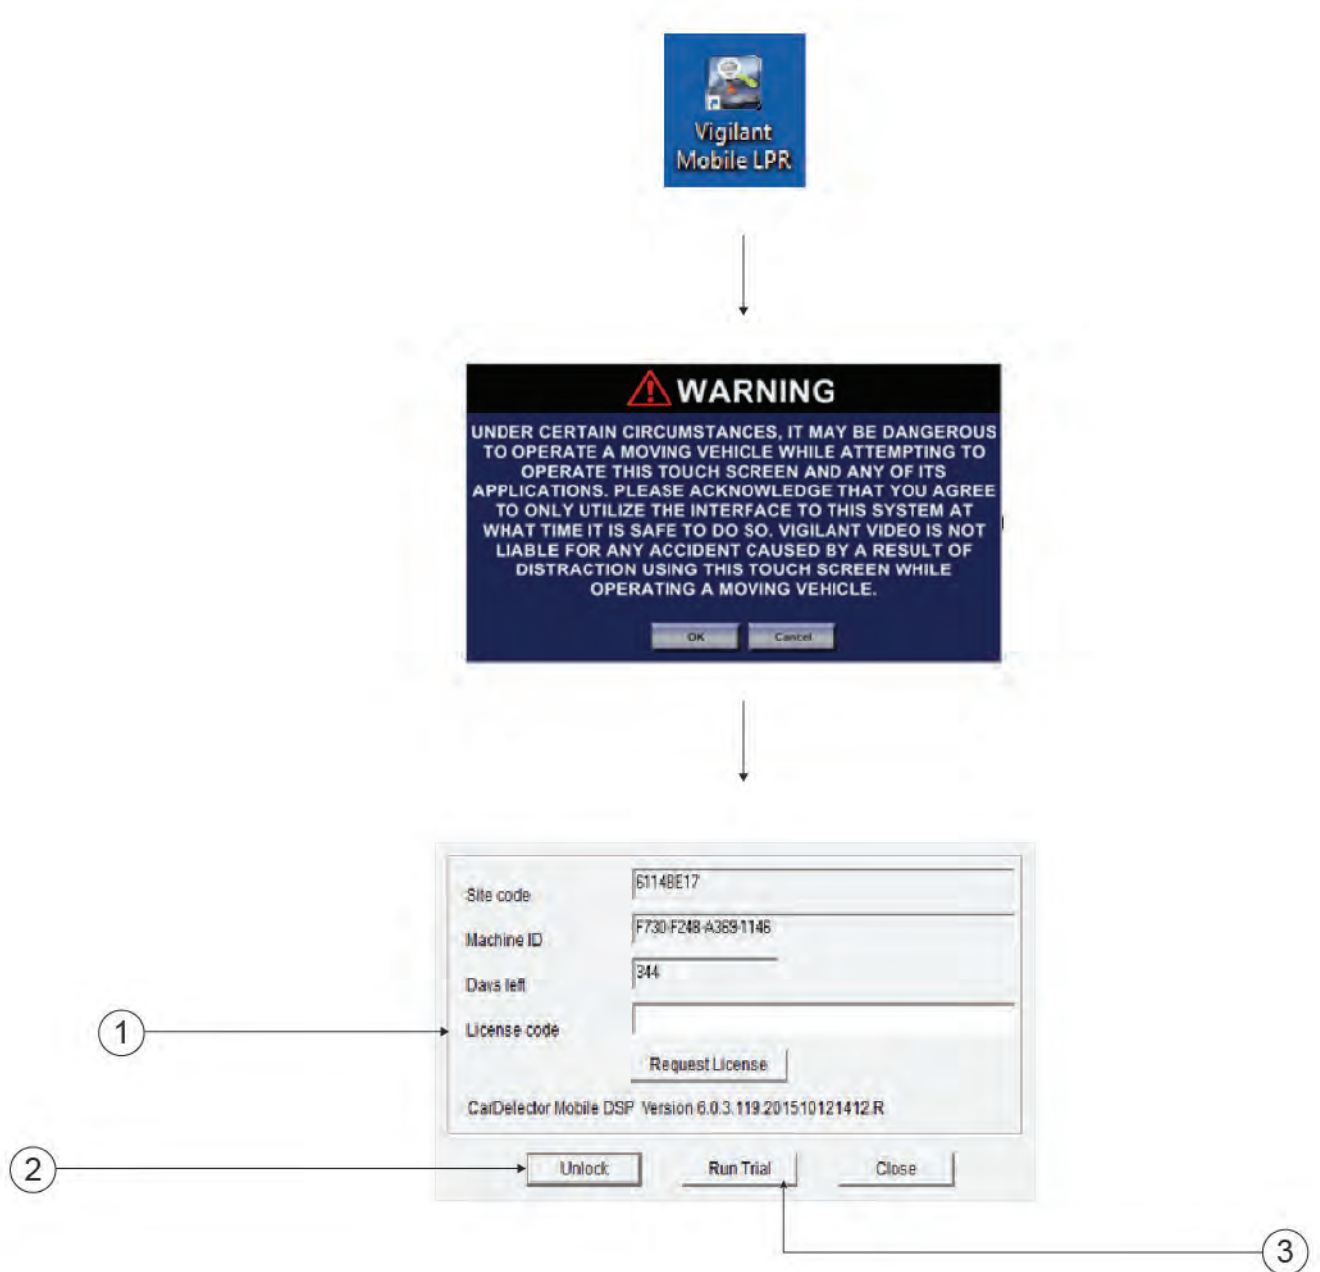 Vigilant
Mobile LPR
WARNING
UNDER CERTAIN CIRCUMSTANCES, IT MAY BE DANGEROUS
TO OPERATE A MOVING VEHICLE WHILE ATTEMPTING TO
OPERATE THIS TOUCH SCREEN AND ANY OF ITS
APPLICATIONS. PLEASE ACKNOWLEDGE THAT YOU AGREE
TO ONLY UTILIZE THE INTERFACE TO THIS SYSTEM AT
WHAT TIME IT IS SAFE TO DO SO. VIGILANT VIDEO IS NOT
LIABLE FOR ANY ACCIDENT CAUSED BY A RESULT OF
DISTRACTION USING THIS TOUCH SCREEN WHILE
OPERATING A MOVING VEHICLE.
OK Cancel
Site code 6114BE17
Machine ID F730-F248-A369-1146
Days left 344
1 License code
Request License
CarDetector Mobile DSP Version 6.0.3.119.201510121412.R
2 Unlock Run Trial Close
3